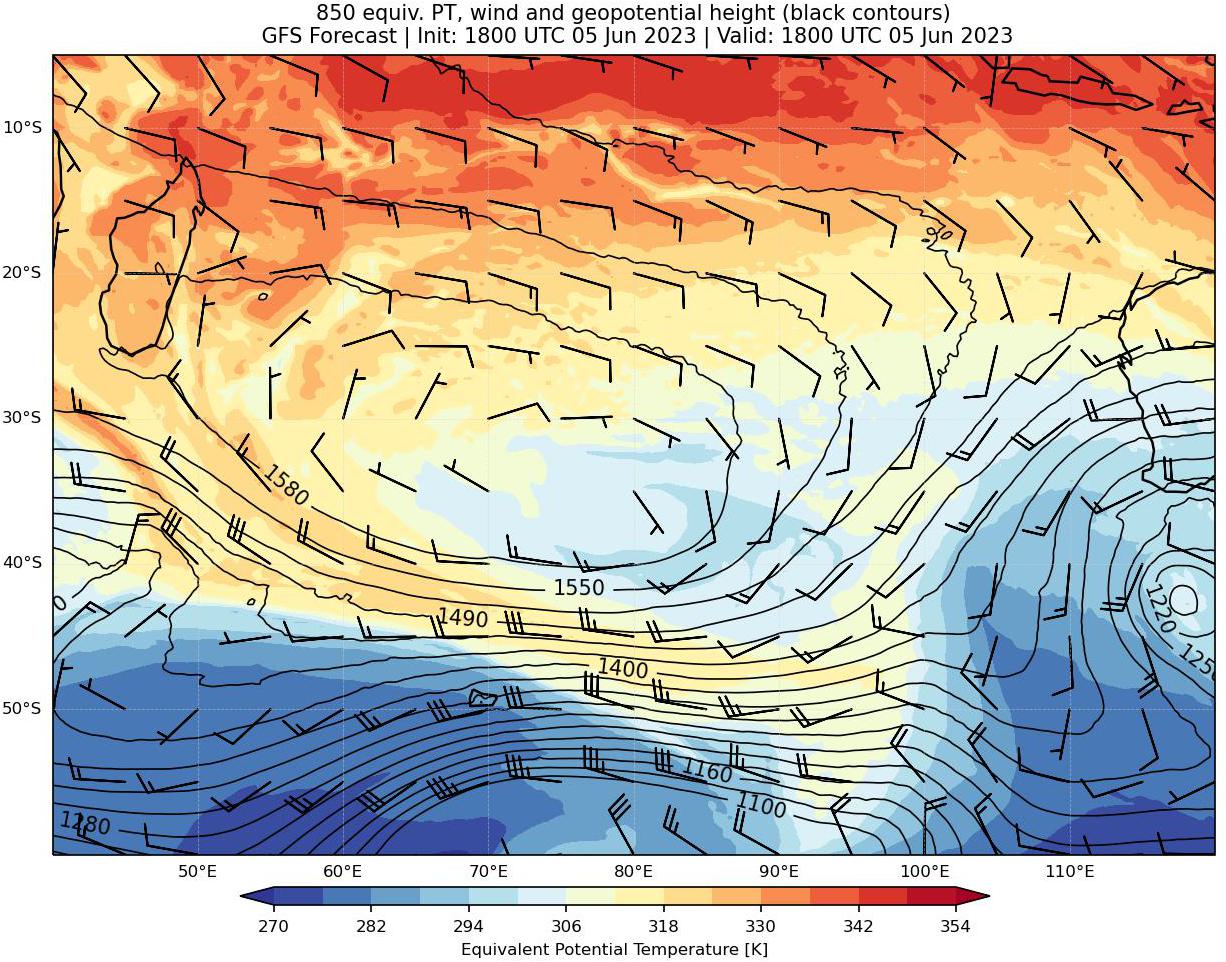 850 equiv. PT, wind and geopotential height (black contours)
GFS Forecast | Init: 1800 UTC 05 Jun 2023 | Valid: 1800 UTC 05 Jun 2023
10°S
20°S
30°S
1580
40°S
1550
1220
0
1490
1250
1400
50°S
1160
1100
1280
50°E 60°E 70°E 80°E 90°E 100°E 110°E
270 282 294 306 318 330 342 354
Equivalent Potential Temperature [K]